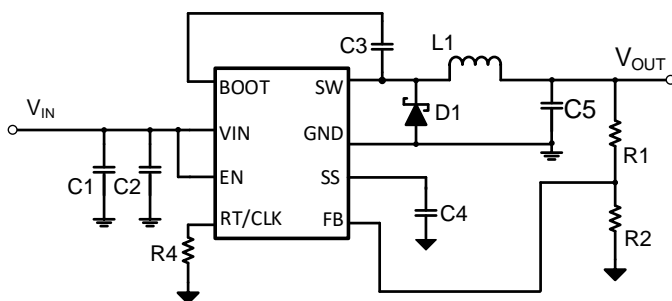 C3
L1
V_OUT
BOOT
SW
V_IN
VIN
GND
D1
C5
R1
C1
C2
EN
SS
C4
RT/CLK
FB
R4
R2